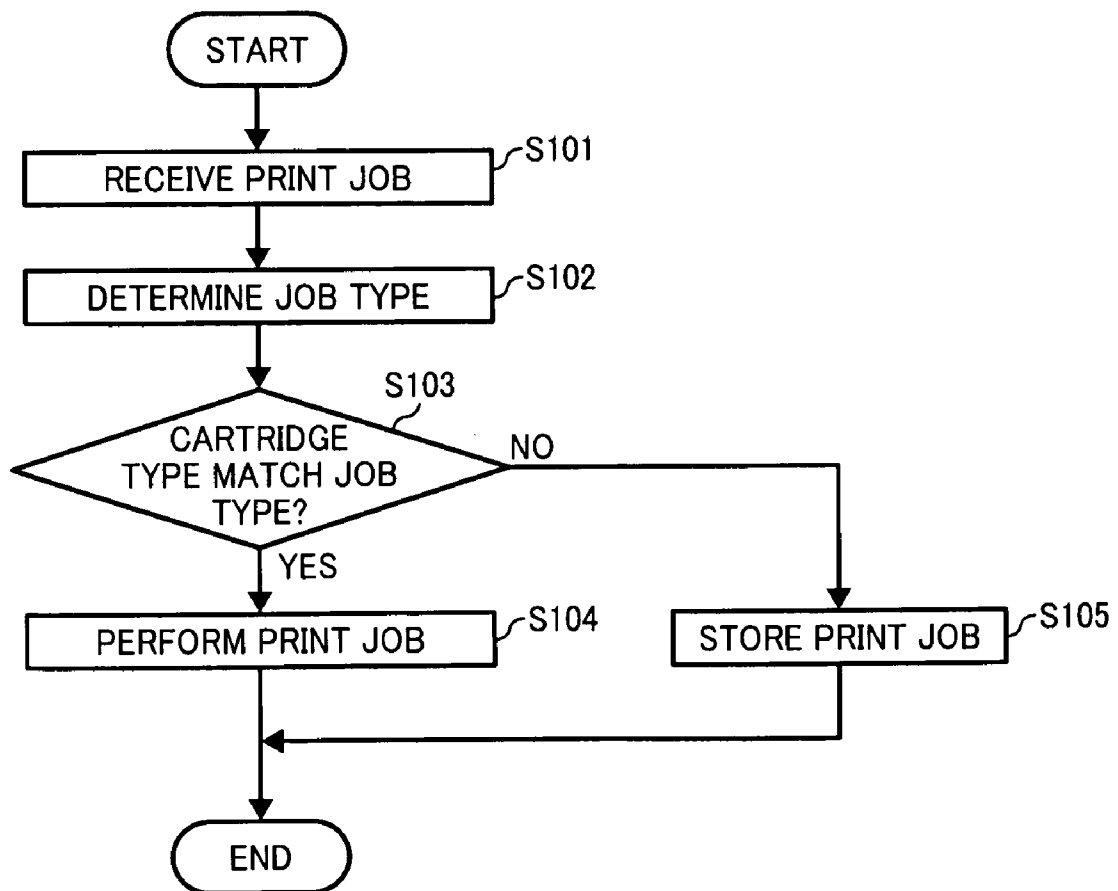 START
RECEIVE PRINT JOB
S101
DETERMINE JOB TYPE
S102
S103
CARTRIDGE
TYPE MATCH JOB
TYPE?
NO
YES
PERFORM PRINT JOB
S104
STORE PRINT JOB
S105
END